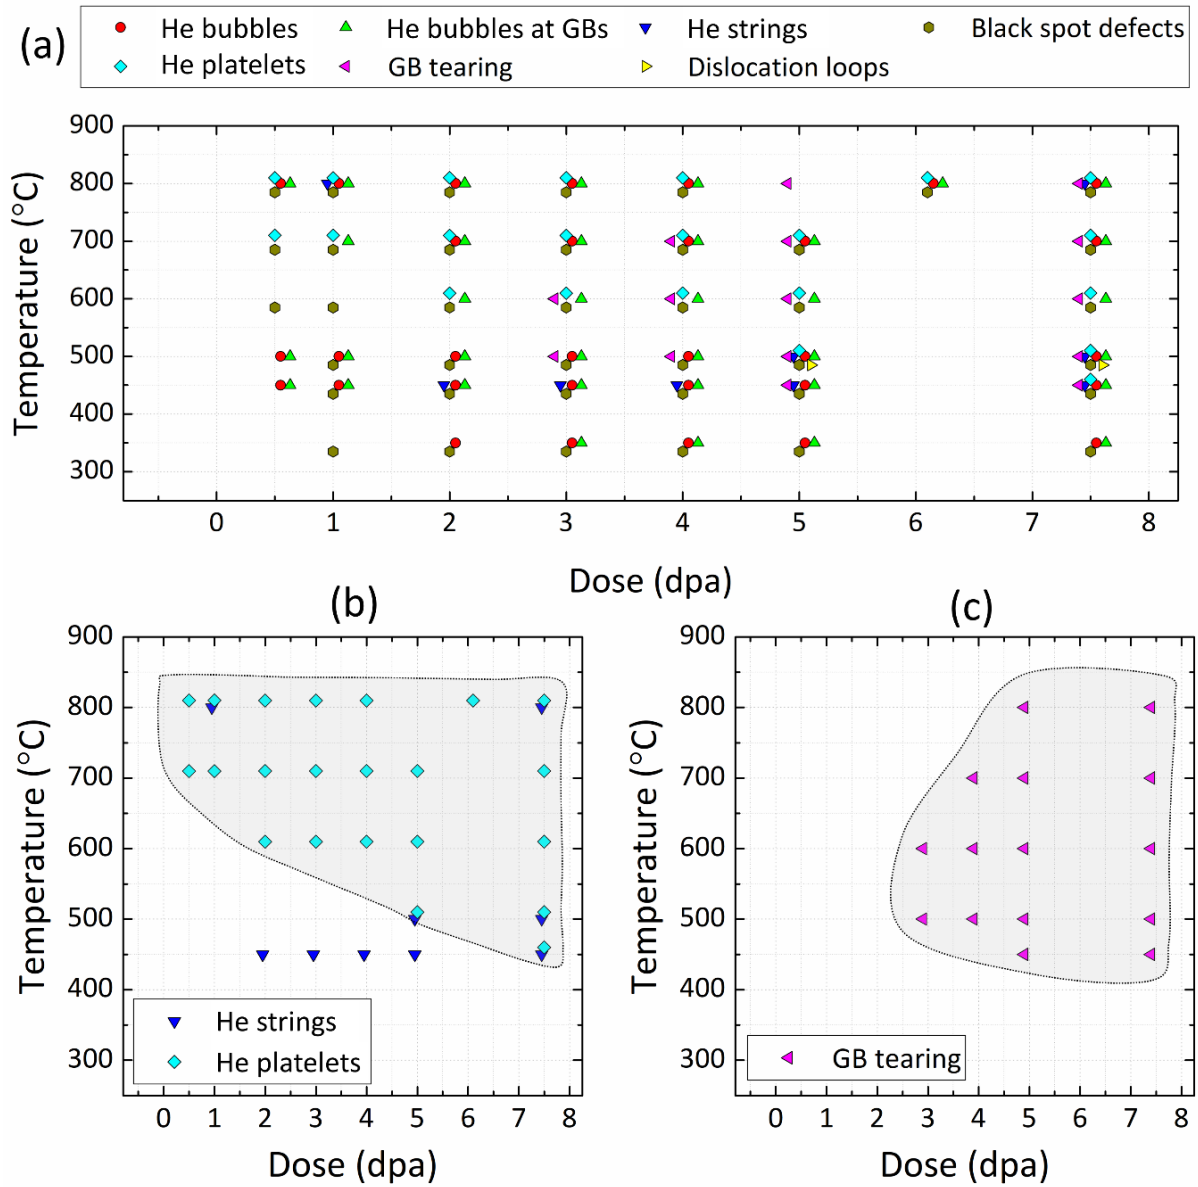 (a)
He bubbles He bubbles at GBs He strings Black spot defects
He platelets GB tearing Dislocation loops
900
800
700
600
500
400
300
Temperature (°C)
0 1 2 3 4 5 6 7 8
Dose (dpa)
(b)
900
800
700
600
500
400
300
Temperature (°C)
He strings
He platelets
0 1 2 3 4 5 6 7 8
Dose (dpa)
(c)
900
800
700
600
500
400
300
Temperature (°C)
GB tearing
0 1 2 3 4 5 6 7 8
Dose (dpa)